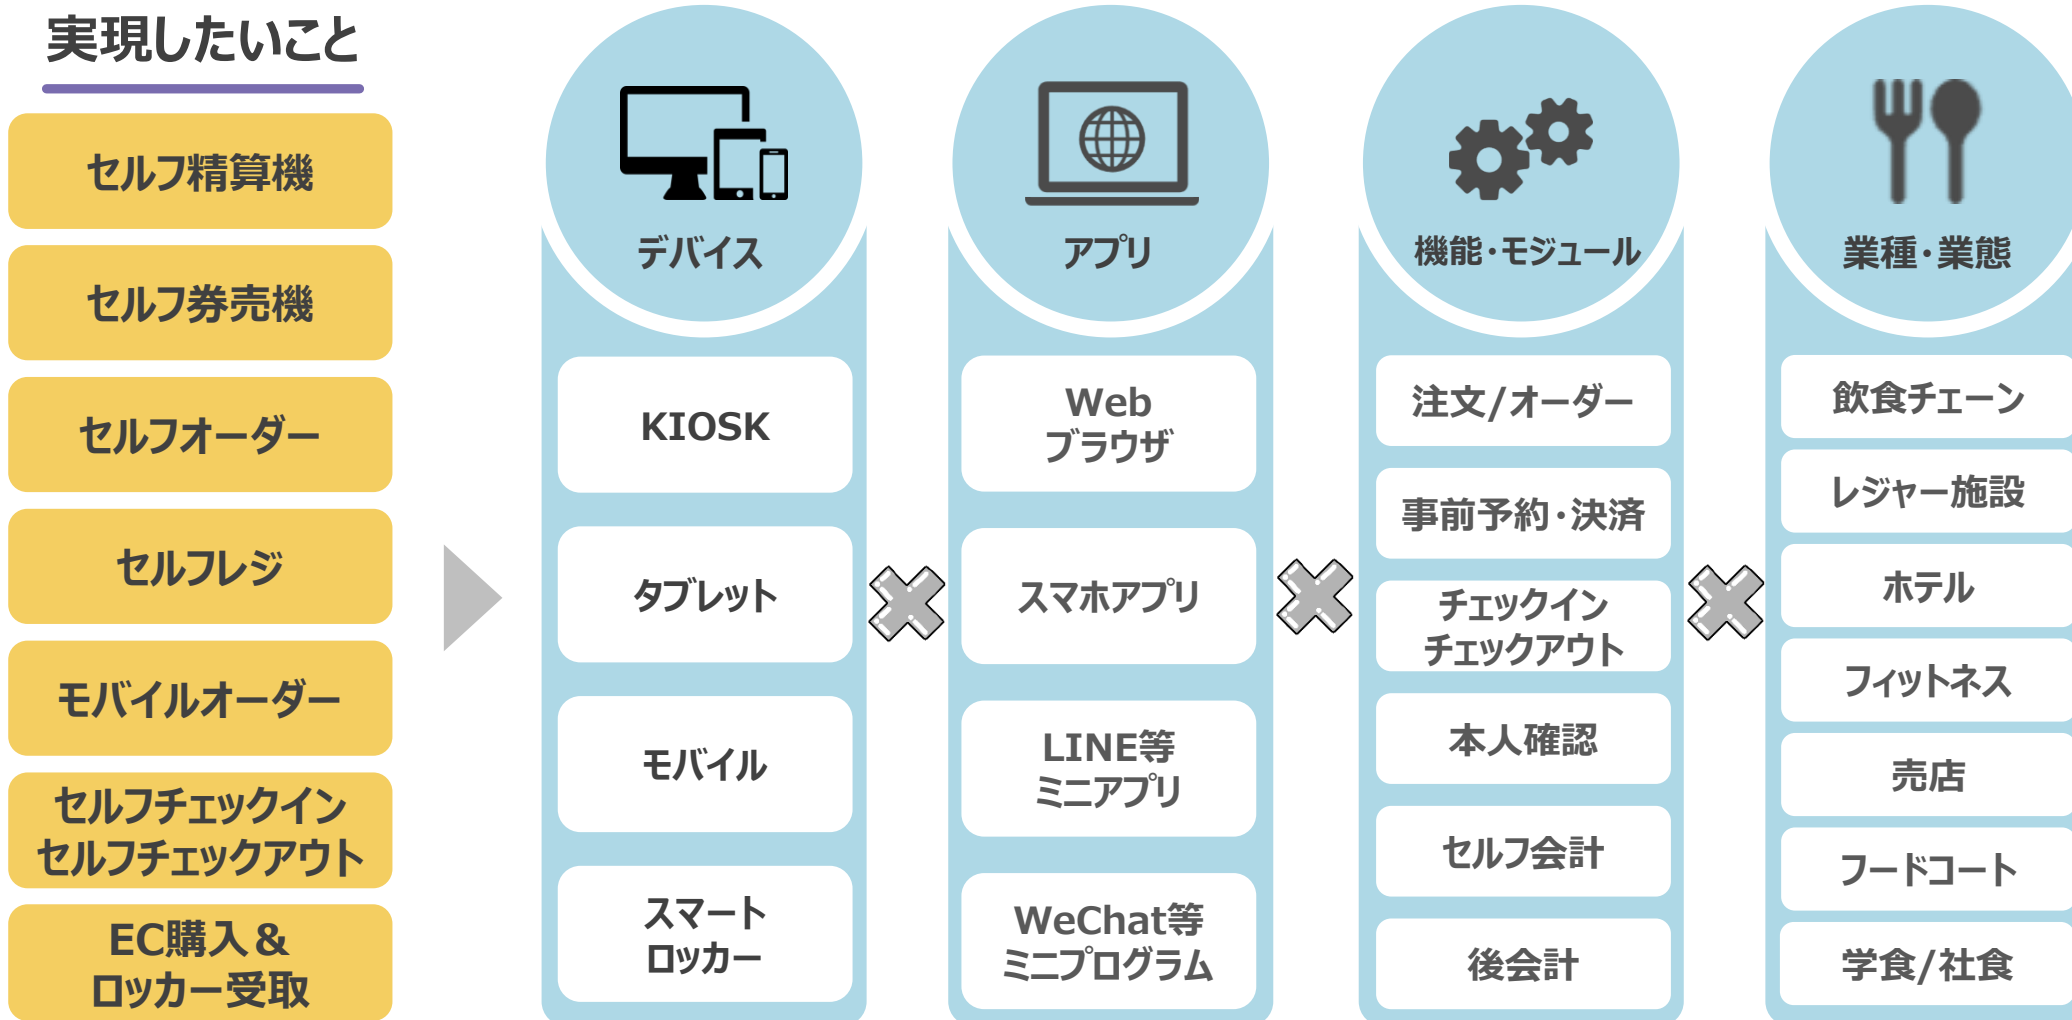 実現したいこと
セルフ精算機
セルフ券売機
セルフオーダー
セルフレジ
モバイルオーダー
セルフチェックイン
セルフチェックアウト
EC購入＆
ロッカー受取
デバイス
KIOSK
タブレット
モバイル
スマート
ロッカー
アプリ
Web
ブラウザ
スマホアプリ
LINE等
ミニアプリ
WeChat等
ミニプログラム
機能・モジュール
注文/オーダー
事前予約・決済
チェックイン
チェックアウト
本人確認
セルフ会計
後会計
業種・業態
飲食チェーン
レジャー施設
ホテル
フィットネス
売店
フードコート
学食/社食